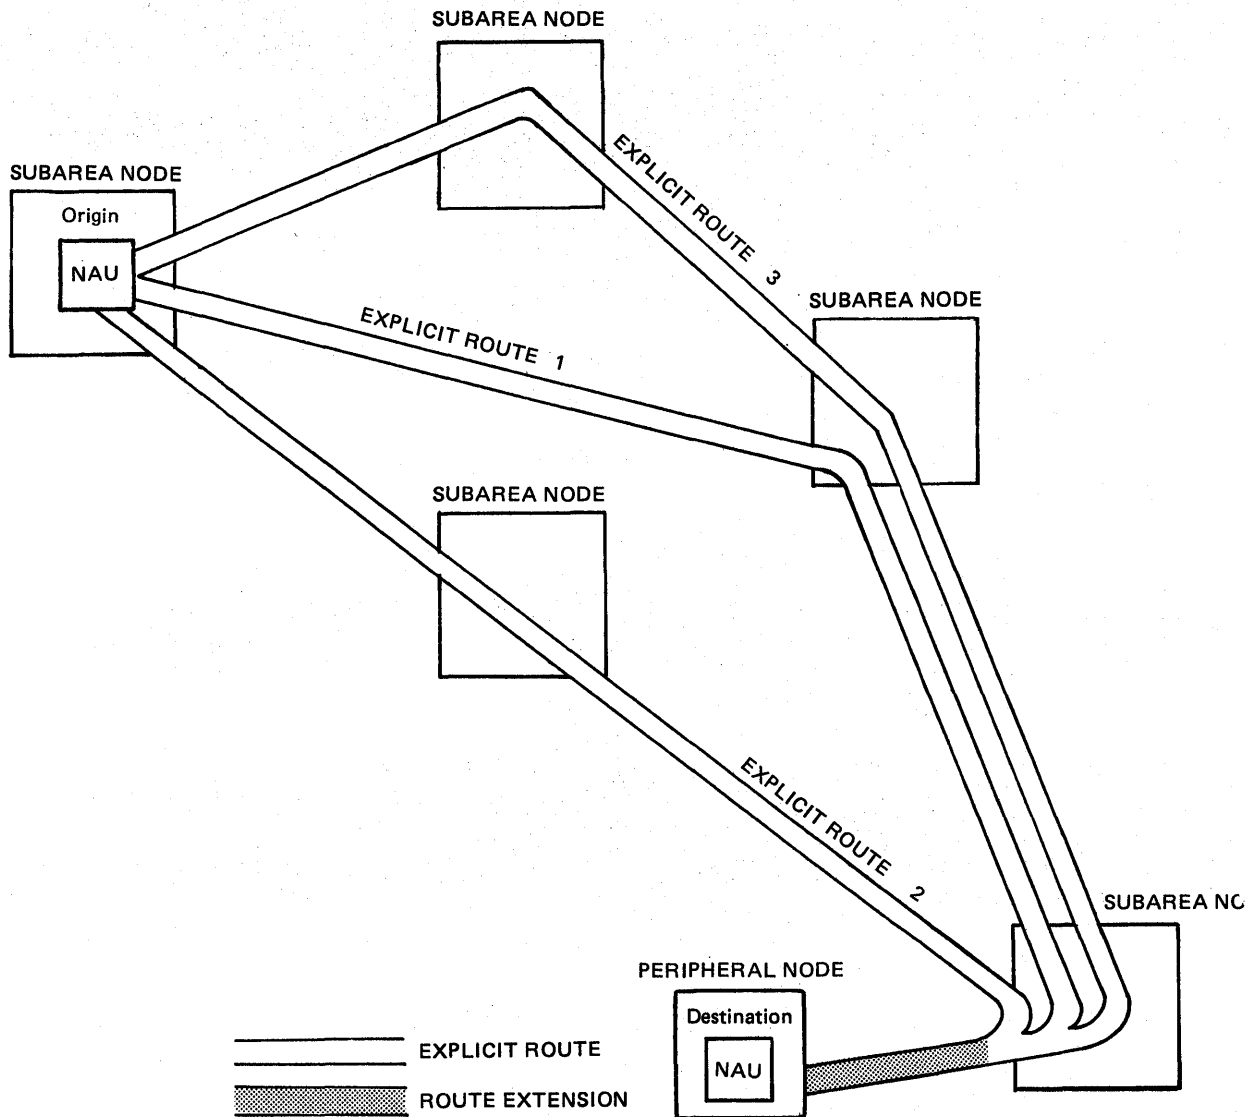 SUBAREA NODE
SUBAREA NODE
Origin
NAU
EXPLICIT ROUTE 3
SUBAREA NODE
EXPLICIT ROUTE 1
SUBAREA NODE
EXPLICIT ROUTE 2
SUBAREA
PERIPHERAL NODE
Destination
NAU
EXPLICIT ROUTE
ROUTE EXTENSION